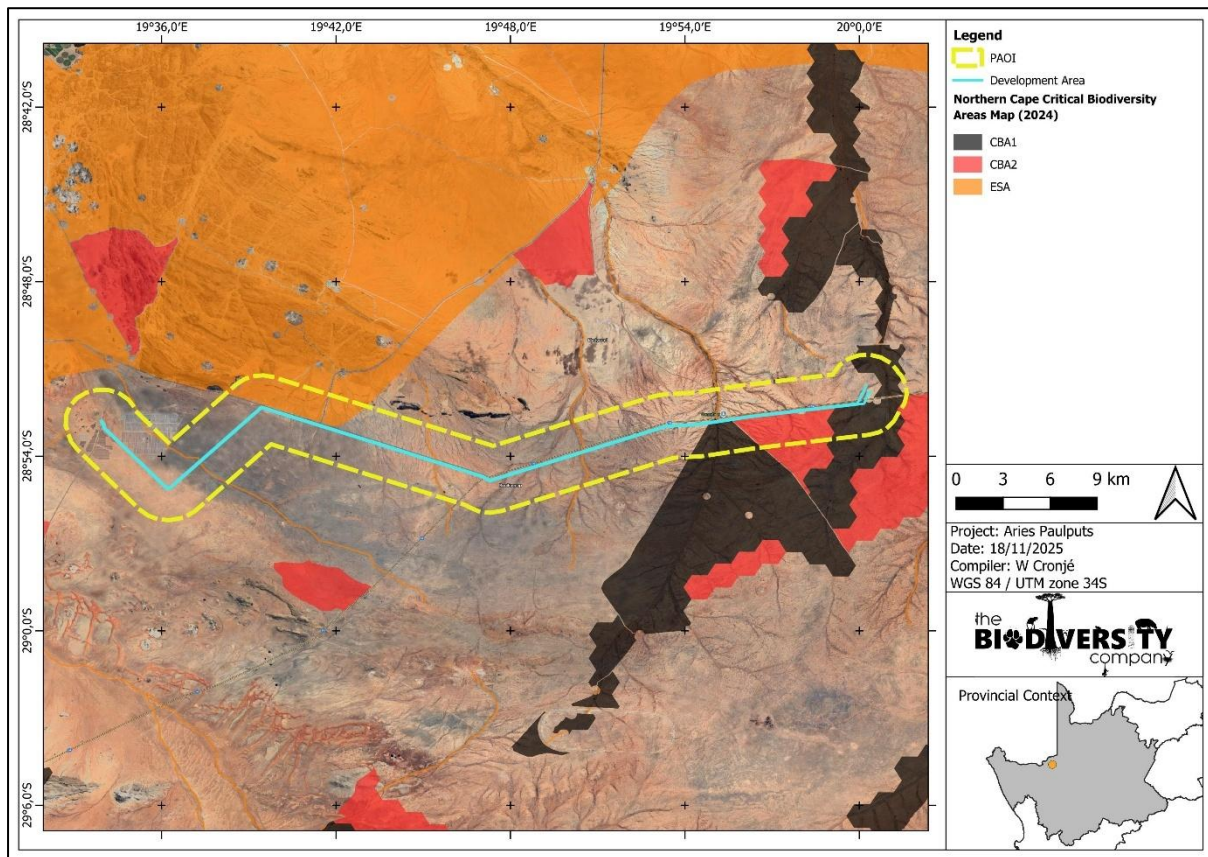 19°36,0'E
19°42,0'E
19°48,0'E
19°54,0'E
20°0,0'E
28°42,0'S
28°48,0'S
28°54,0'S
29°0,0'S
29°6,0'S
Legend
PAOI
Development Area
Northern Cape Critical Biodiversity
Areas Map (2024)
CBA1
CBA2
ESA
0 3 6 9 km
Project: Aries Paulputs
Date: 18/11/2025
Compiler: W Cronjé
WGS 84 / UTM zone 34S
the
BIODIVERSITY
company
Provincial Context